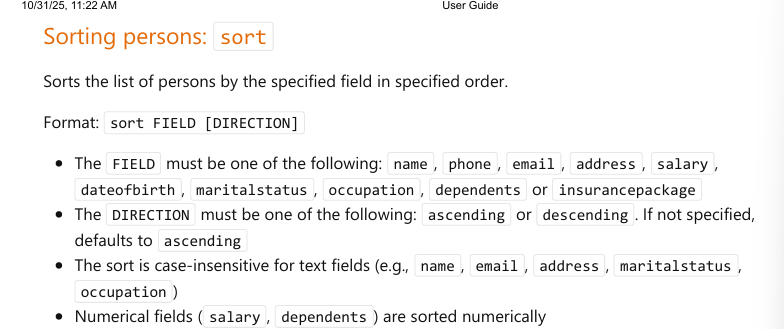 10/31/25, 11:22 AM User Guide
Sorting persons: sort
Sorts the list of persons by the specified field in specified order.
Format: sort FIELD [DIRECTION]
• The FIELD must be one of the following: name, phone, email, address, salary,
dateofbirth, maritalstatus, occupation, dependents or insurancepackage
• The DIRECTION must be one of the following: ascending or descending. If not specified,
defaults to ascending
• The sort is case-insensitive for text fields (e.g., name, email, address, maritalstatus,
occupation)
• Numerical fields (salary, dependents) are sorted numerically